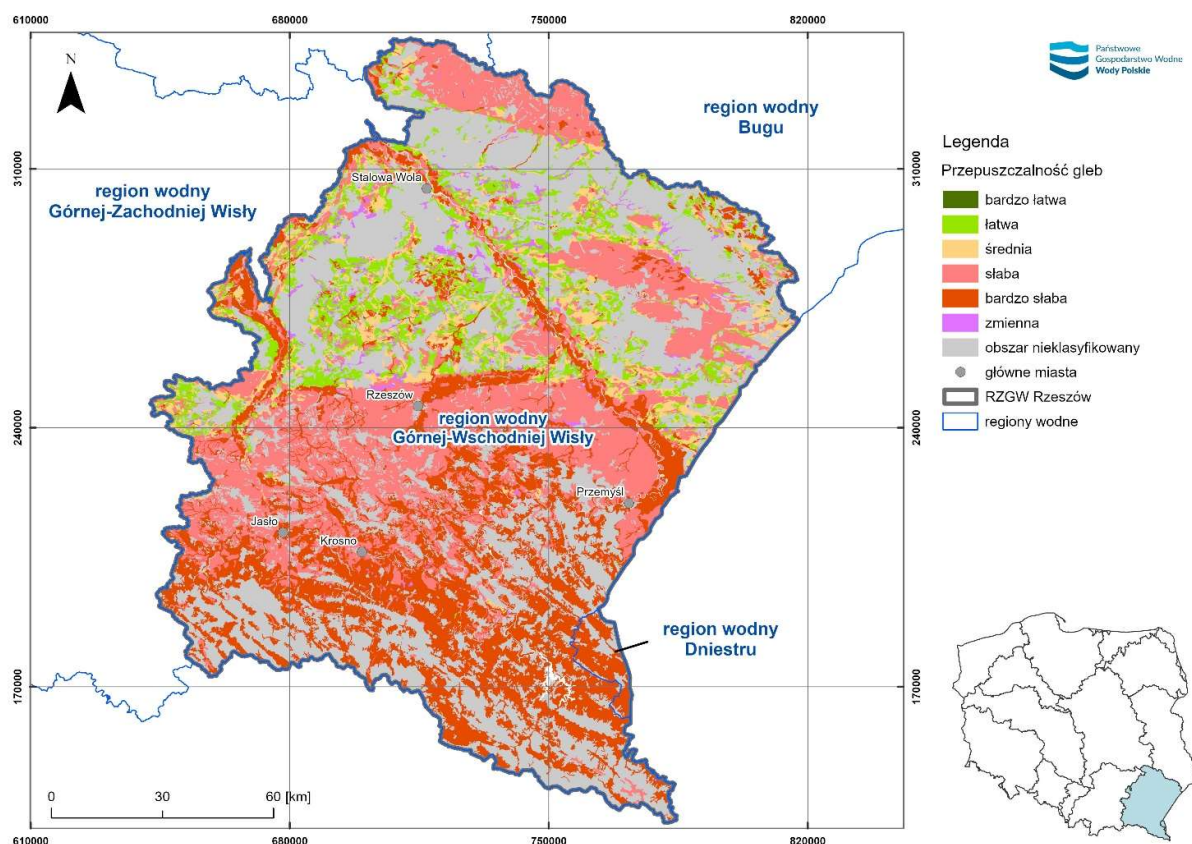 610000
680000
750000
820000
N
Państwowe
Gospodarstwo Wodne
Wody Polskie
region wodny
Bugu
Legenda
Przepuszczalność gleb
bardzo łatwa
łatwa
średnia
słaba
bardzo słaba
zmienna
obszar nieklasyfikowany
główne miasta
RZGW Rzeszów
regiony wodne
310000
310000
Stalowa Wola
region wodny
Górnej-Zachodniej Wisły
Rzeszów
region wodny
Górnej-Wschodniej Wisły
240000
240000
Przemyśl
Jasło
Krosno
region wodny
Dniestru
170000
170000
0
30
60 [km]
610000
680000
750000
820000